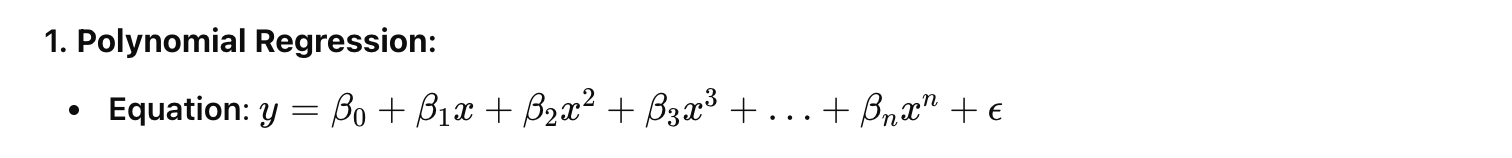 1. Polynomial Regression:
• Equation: y = β₀ + β₁x + β₂x² + β₃x³ + . . . + βₙxⁿ + ϵ